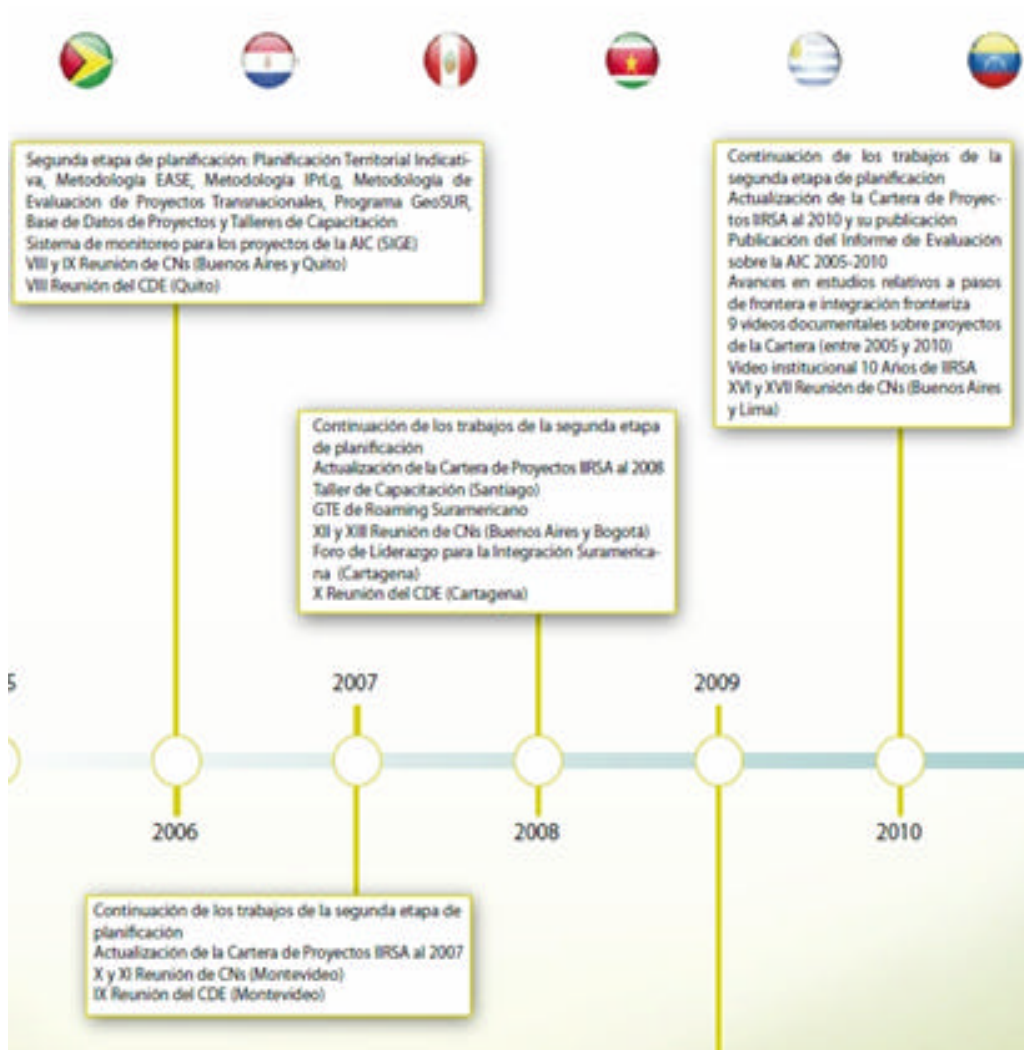 Segunda etapa de planificación: Planificación Territorial Indicati-
va, Metodología EASE, Metodología IPrLg, Metodología de
Evaluación de Proyectos Transnacionales, Programa GeoSUR,
Base de Datos de Proyectos y Talleres de Capacitación
Sistema de monitoreo para los proyectos de la AIC (SIGE)
VIII y IX Reunión de CNs (Buenos Aires y Quito)
VIII Reunión del CDE (Quito)
Continuación de los trabajos de la
segunda etapa de planificación
Actualización de la Cartera de Proyec-
tos IIRSA al 2010 y su publicación
Publicación del Informe de Evaluación
sobre la AIC 2005-2010
Avances en estudios relativos a pasos
de frontera e integración fronteriza
9 videos documentales sobre proyectos
de la Cartera (entre 2005 y 2010)
Video institucional 10 Años de IIRSA
XVI y XVII Reunión de CNs (Buenos Aires
y Lima)
Continuación de los trabajos de la segunda etapa
de planificación
Actualización de la Cartera de Proyectos IIRSA al 2008
Taller de Capacitación (Santiago)
GTE de Roaming Suramericano
XII y XIII Reunión de CNs (Buenos Aires y Bogotá)
Foro de Liderazgo para la Integración Suramerica-
na (Cartagena)
X Reunión del CDE (Cartagena)
5
2007
2009
2006
2008
2010
Continuación de los trabajos de la segunda etapa de
planificación
Actualización de la Cartera de Proyectos IIRSA al 2007
X y XI Reunión de CNs (Montevideo)
IX Reunión del CDE (Montevideo)